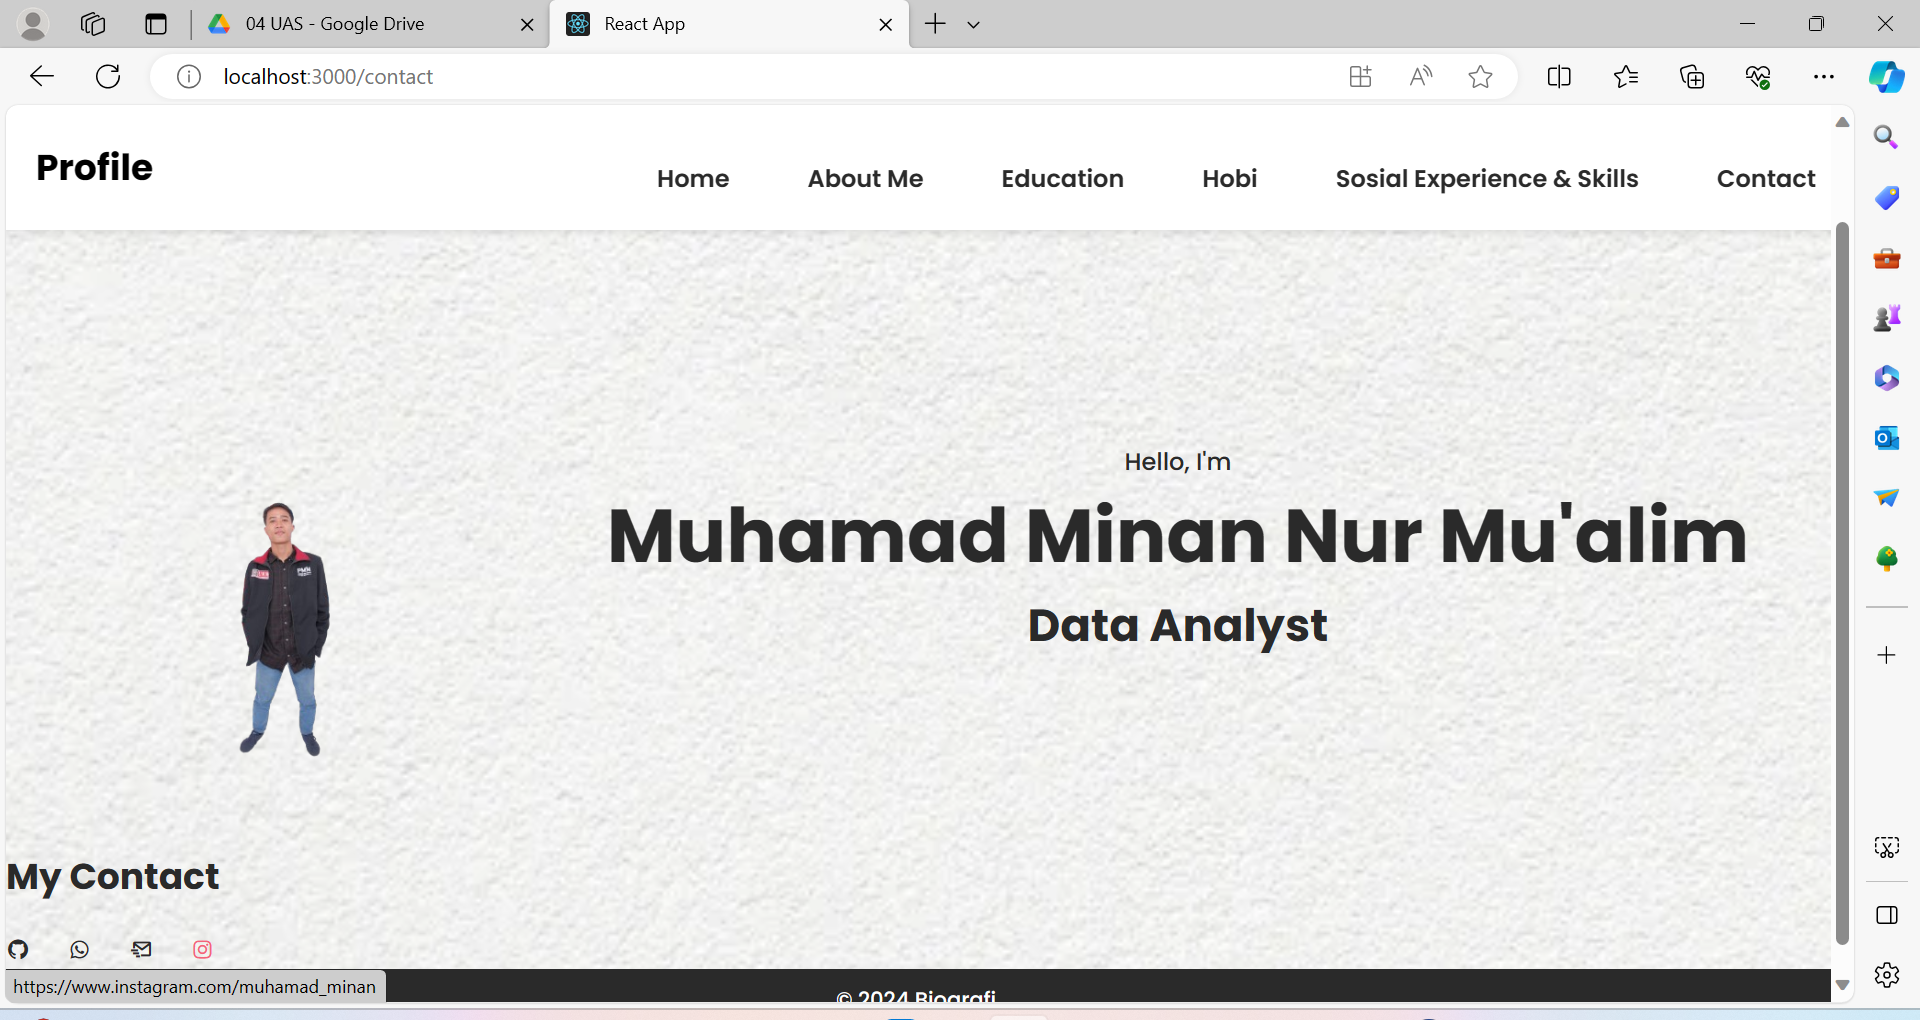 04 UAS - Google Drive
React App
localhost:3000/contact
Profile
Home
About Me
Education
Hobi
Sosial Experience & Skills
Contact
Hello, I'm
Muhamad Minan Nur Mu'alim
Data Analyst
My Contact
https://www.instagram.com/muhamad_minan
© 2024 Biografi